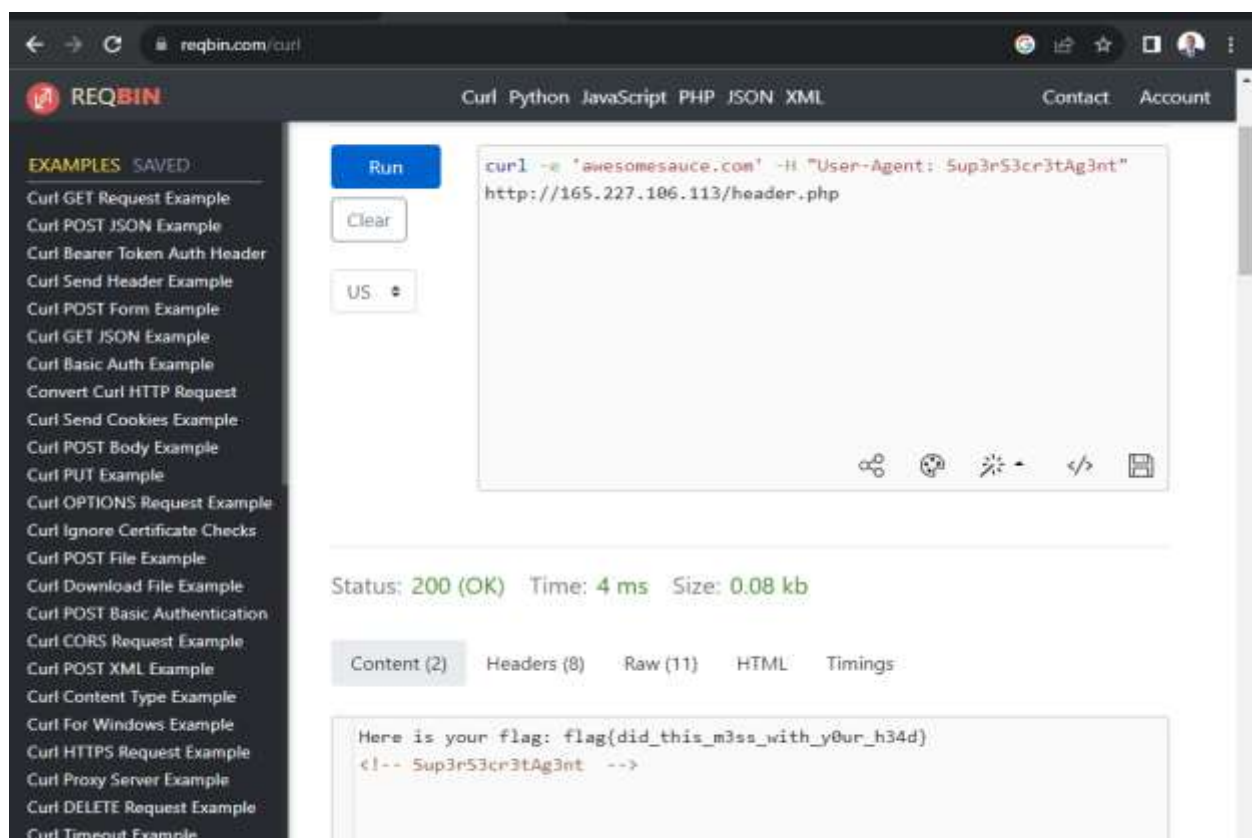 reqbin.com/curl
REQBIN
Curl Python JavaScript PHP JSON XML
Contact Account
EXAMPLES SAVED
Curl GET Request Example
Curl POST JSON Example
Curl Bearer Token Auth Header
Curl Send Header Example
Curl POST Form Example
Curl GET JSON Example
Curl Basic Auth Example
Convert Curl HTTP Request
Curl Send Cookies Example
Curl POST Body Example
Curl PUT Example
Curl OPTIONS Request Example
Curl Ignore Certificate Checks
Curl POST File Example
Curl Download File Example
Curl POST Basic Authentication
Curl CORS Request Example
Curl POST XML Example
Curl Content Type Example
Curl For Windows Example
Curl HTTPS Request Example
Curl Proxy Server Example
Curl DELETE Request Example
Curl Timeout Example
Run
Clear
US
curl -e 'awesomesauce.com' -H "User-Agent: Sup3rS3cr3tAg3nt"
http://165.227.106.113/header.php
</>
Status: 200 (OK) Time: 4 ms Size: 0.08 kb
Content (2) Headers (8) Raw (11) HTML Timings
Here is your flag: flag{did_this_m3ss_with_y0ur_h34d}
<!-- Sup3rS3cr3tAg3nt -->